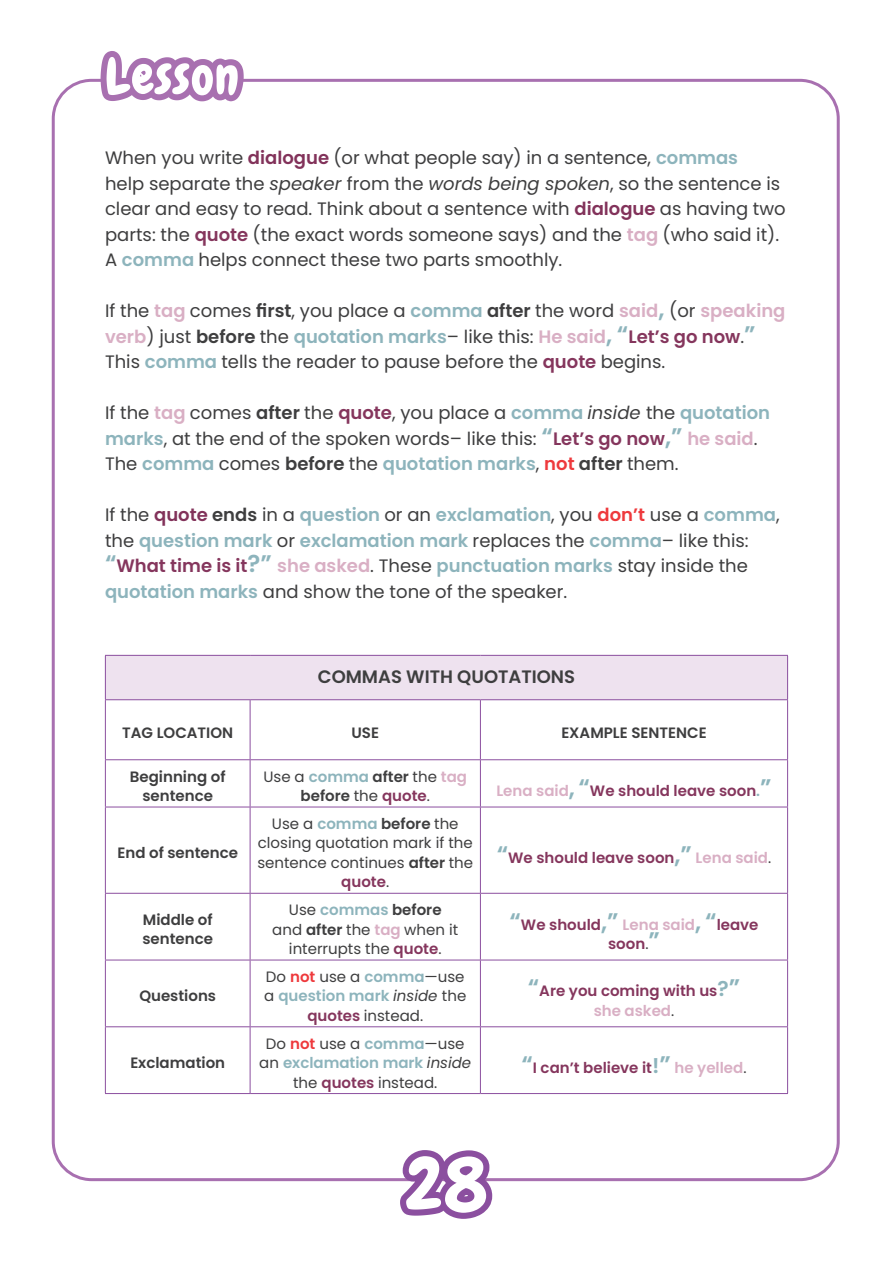 Lesson
When you write dialogue (or what people say) in a sentence, commas
help separate the speaker from the words being spoken, so the sentence is
clear and easy to read. Think about a sentence with dialogue as having two
parts: the quote (the exact words someone says) and the tag (who said it).
A comma helps connect these two parts smoothly.
If the tag comes first, you place a comma after the word said, (or speaking
verb) just before the quotation marks– like this: He said, “Let’s go now.”
This comma tells the reader to pause before the quote begins.
If the tag comes after the quote, you place a comma inside the quotation
marks, at the end of the spoken words– like this: “Let’s go now,” he said.
The comma comes before the quotation marks, not after them.
If the quote ends in a question or an exclamation, you don’t use a comma,
the question mark or exclamation mark replaces the comma– like this:
“What time is it?” she asked. These punctuation marks stay inside the
quotation marks and show the tone of the speaker.
COMMAS WITH QUOTATIONS
TAG LOCATION
USE
EXAMPLE SENTENCE
Beginning of
sentence
Use a comma after the tag
before the quote.
Lena said, “We should leave soon.”
End of sentence
Use a comma before the
closing quotation mark if the
sentence continues after the
quote.
“We should leave soon,” Lena said.
Middle of
sentence
Use commas before
and after the tag when it
interrupts the quote.
“We should,” Lena said, “leave
soon.”
Questions
Do not use a comma—use
a question mark inside the
quotes instead.
“Are you coming with us?”
she asked.
Exclamation
Do not use a comma—use
an exclamation mark inside
the quotes instead.
“I can’t believe it!” he yelled.
28